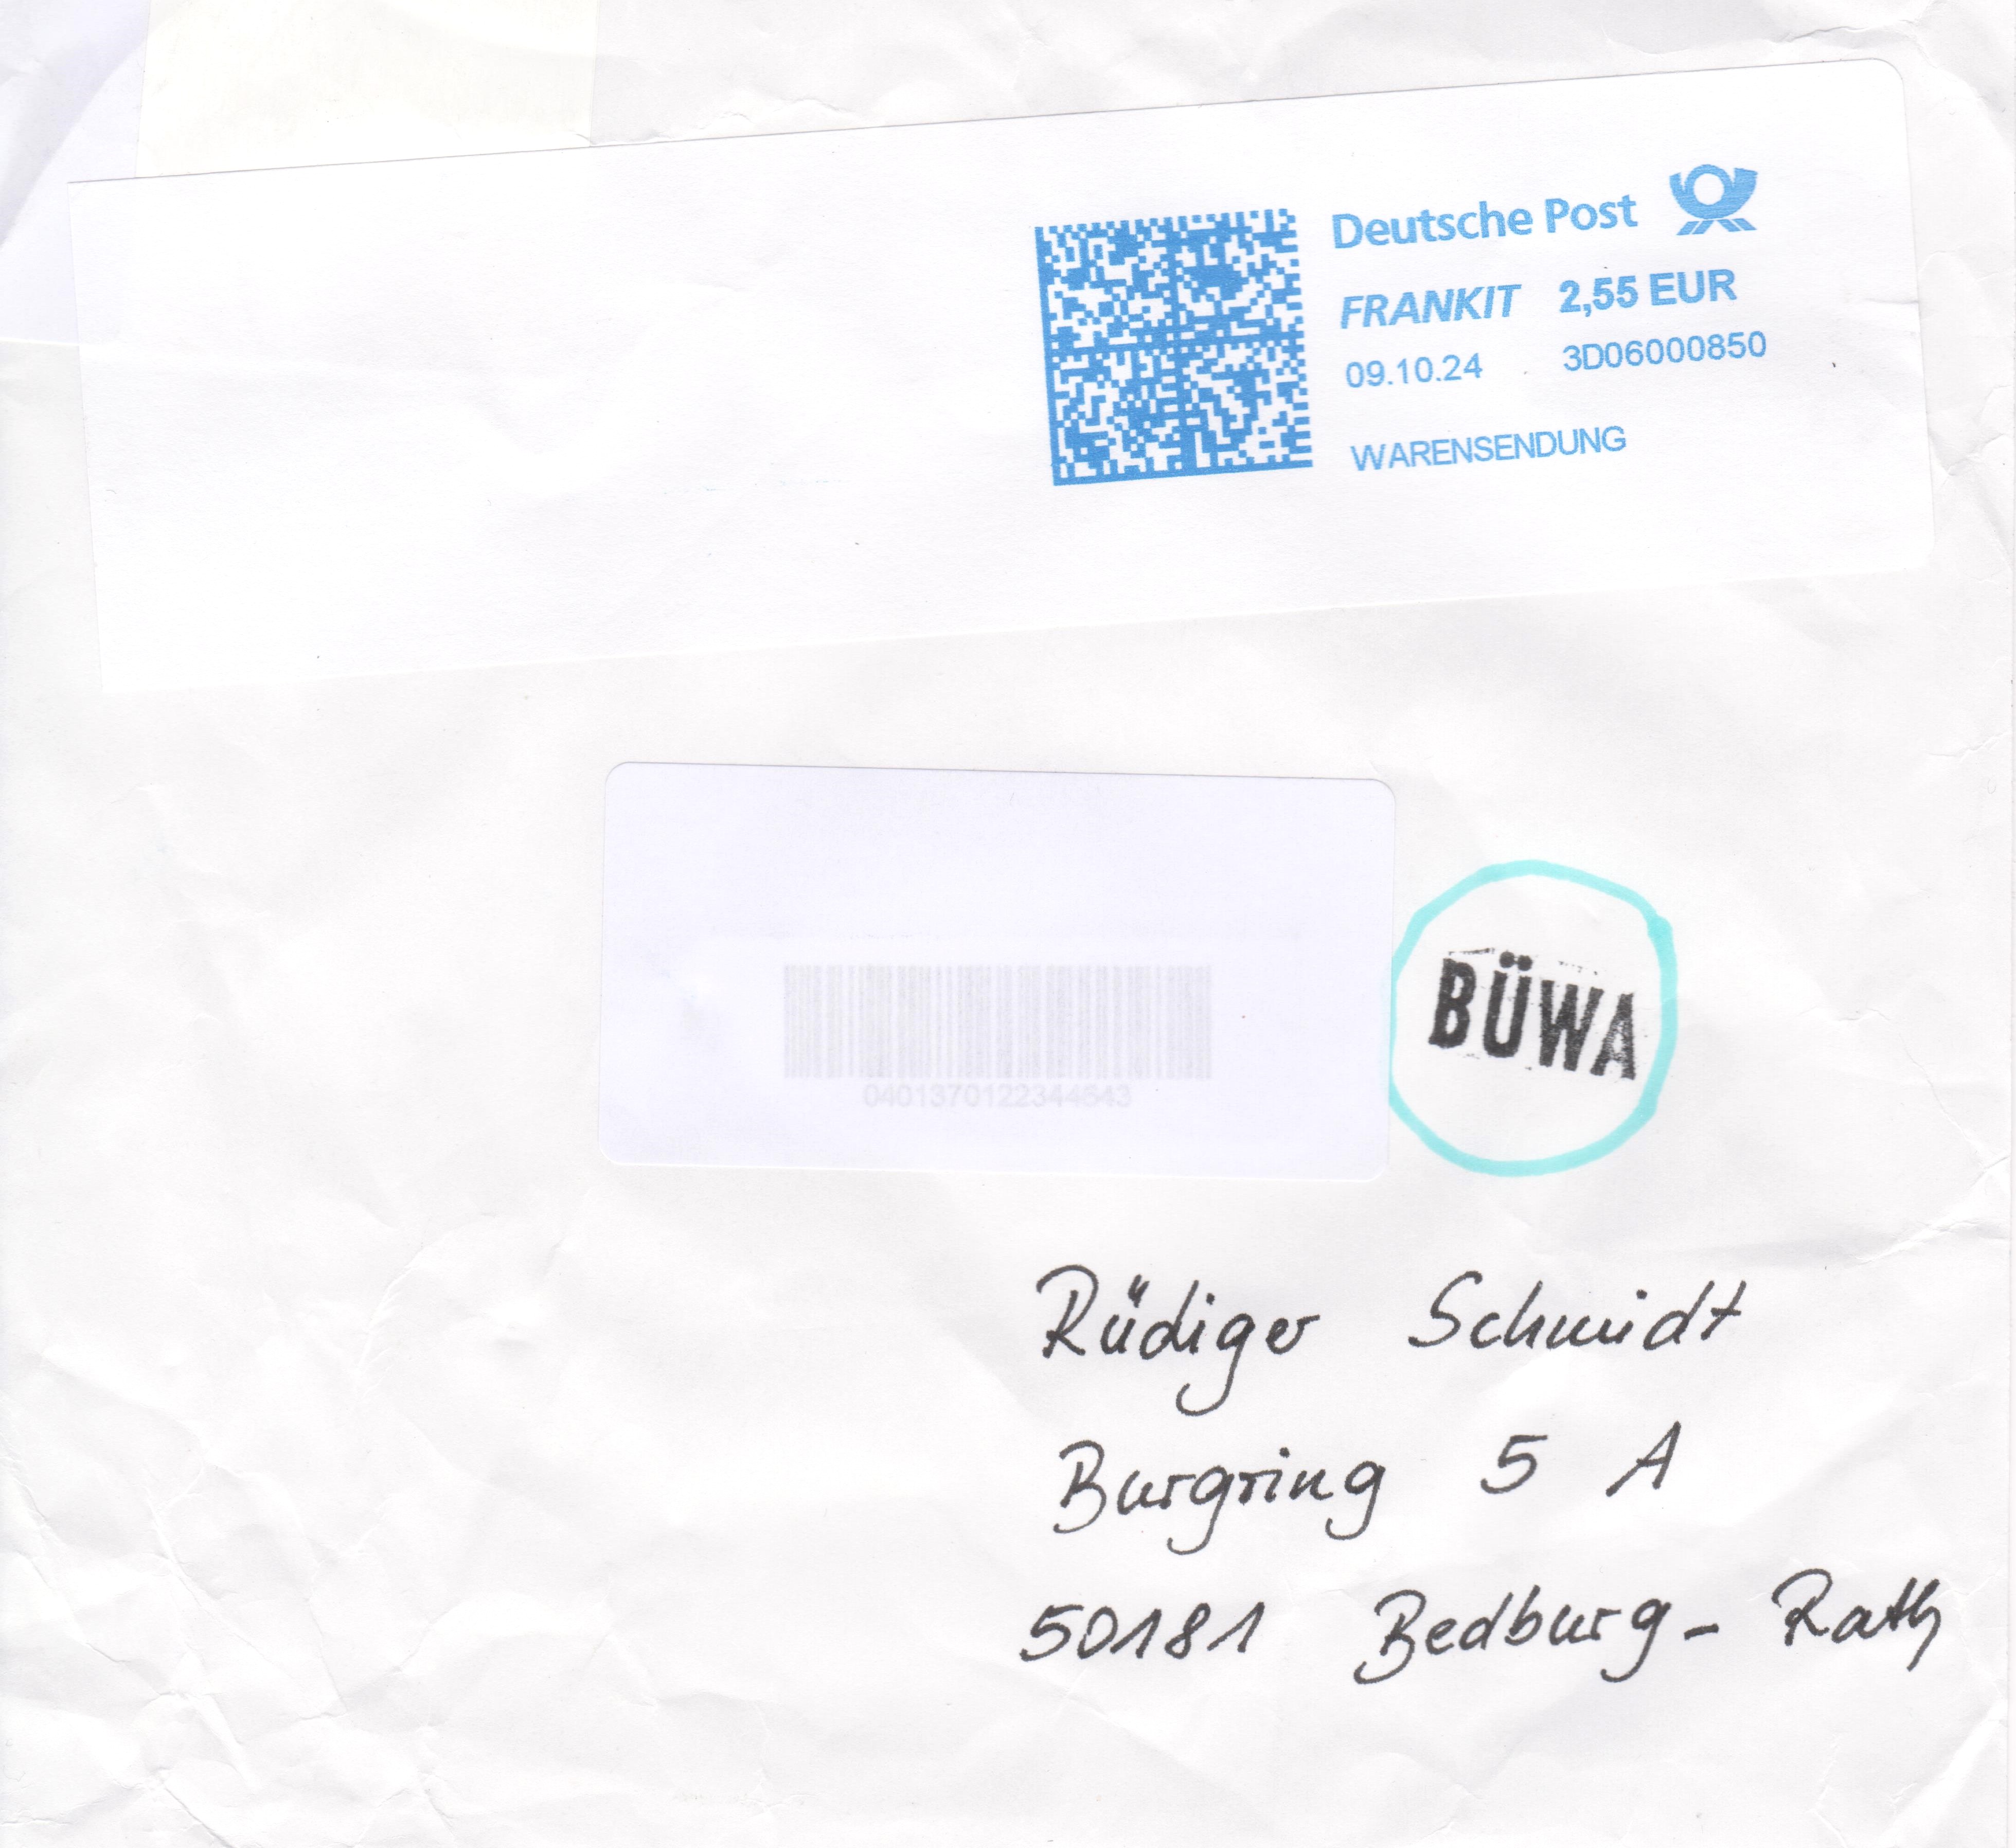 Deutsche Post
FRANKIT 2,55 EUR
09.10.24 3D06000850
WARENSENDUNG
0401370122344643
BÜWA
Rüdiger Schmidt
Burgring 5 A
50181 Bedburg - Rath